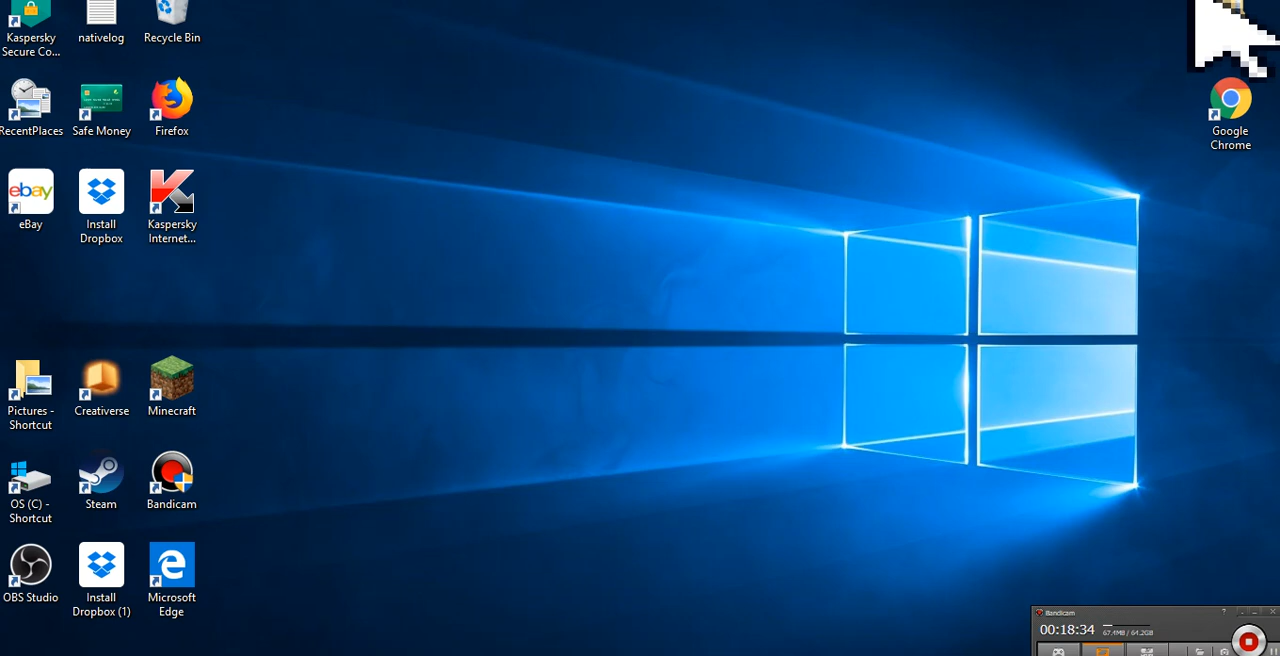 Kaspersky
Secure Co...
nativelog
Recycle Bin
RecentPlaces
Safe Money
Firefox
Google
Chrome
ebay
eBay
Install
Dropbox
Kaspersky
Internet...
Pictures -
Shortcut
Creativerse
Minecraft
OS (C) -
Shortcut
Steam
Bandicam
OBS Studio
Install
Dropbox (1)
Microsoft
Edge
Bandicam
?
00:18:34
67.4MB / 64.2GB